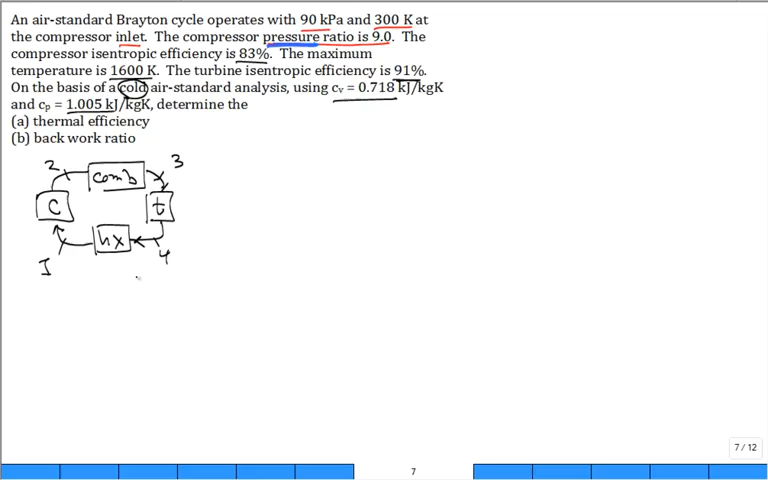 An air-standard Brayton cycle operates with 90 kPa and 300 K at
the compressor inlet. The compressor pressure ratio is 9.0. The
compressor isentropic efficiency is 83%. The maximum
temperature is 1600 K. The turbine isentropic efficiency is 91%.
On the basis of a cold air-standard analysis, using cv = 0.718 kJ/kgK
and cp = 1.005 kJ/kgK, determine the
(a) thermal efficiency
(b) back work ratio
2 comb 3
C t
hx
1 4
7 / 12
7